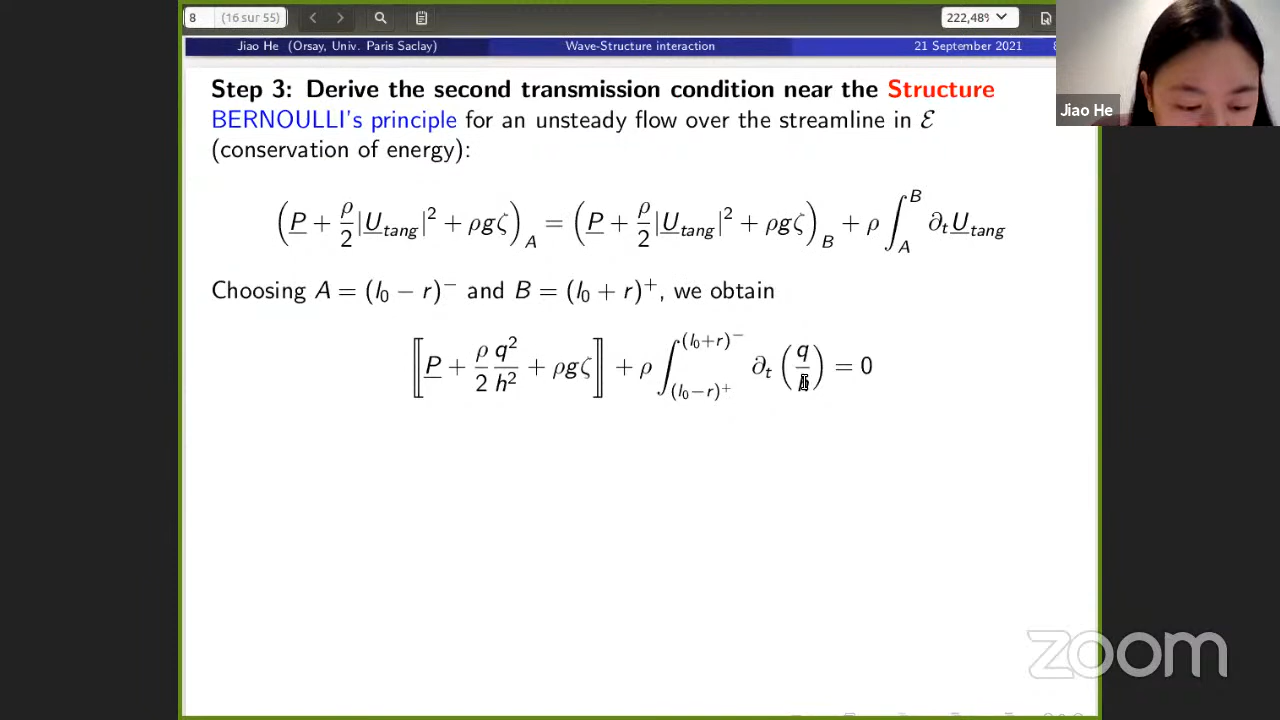 8 (16 sur 55) 222,48%
Jiao He (Orsay, Univ. Paris Saclay) Wave-Structure interaction 21 September 2021
Step 3: Derive the second transmission condition near the Structure
BERNOULLI's principle for an unsteady flow over the streamline in ℰ
(conservation of energy):
(P + ρ/2 |U_tang|² + ρgζ)_A = (P + ρ/2 |U_tang|² + ρgζ)_B + ρ ∫_A^B ∂_t U_tang
Choosing A = (l₀ − r)⁻ and B = (l₀ + r)⁺, we obtain
⟦P + ρ/2 q²/h² + ρgζ⟧ + ρ ∫_{(l₀−r)⁺}^{(l₀+r)⁻} ∂_t (q/h) = 0
Jiao He
zoom